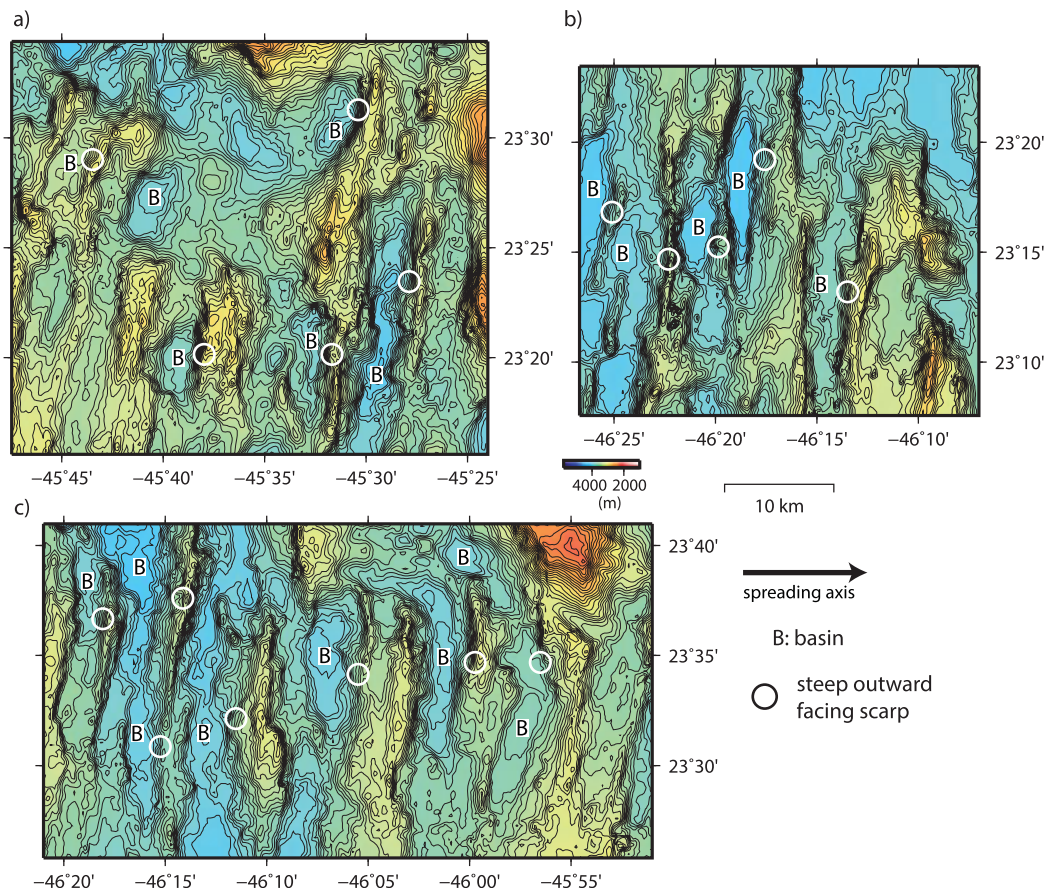 a)
B
B
B
B
B
B
23˚30'
23˚25'
23˚20'
−45˚45'
−45˚40'
−45˚35'
−45˚30'
−45˚25'
b)
B
B
B
B
B
23˚20'
23˚15'
23˚10'
−46˚25'
−46˚20'
−46˚15'
−46˚10'
4000 2000
(m)
10 km
c)
B
B
B
B
B
B
B
B
23˚40'
23˚35'
23˚30'
−46˚20'
−46˚15'
−46˚10'
−46˚05'
−46˚00'
−45˚55'
spreading axis
B: basin
steep outward
facing scarp